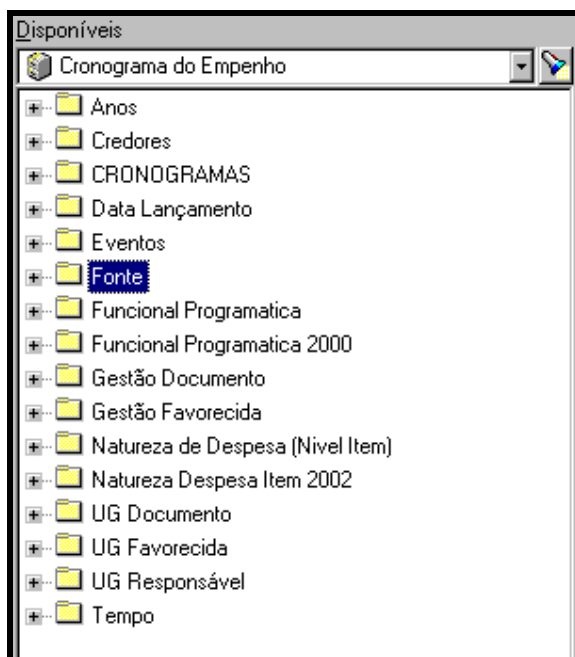 Disponíveis
Cronograma do Empenho
Anos
Credores
CRONOGRAMAS
Data Lançamento
Eventos
Fonte
Funcional Programatica
Funcional Programatica 2000
Gestão Documento
Gestão Favorecida
Natureza de Despesa (Nivel Item)
Natureza Despesa Item 2002
UG Documento
UG Favorecida
UG Responsável
Tempo